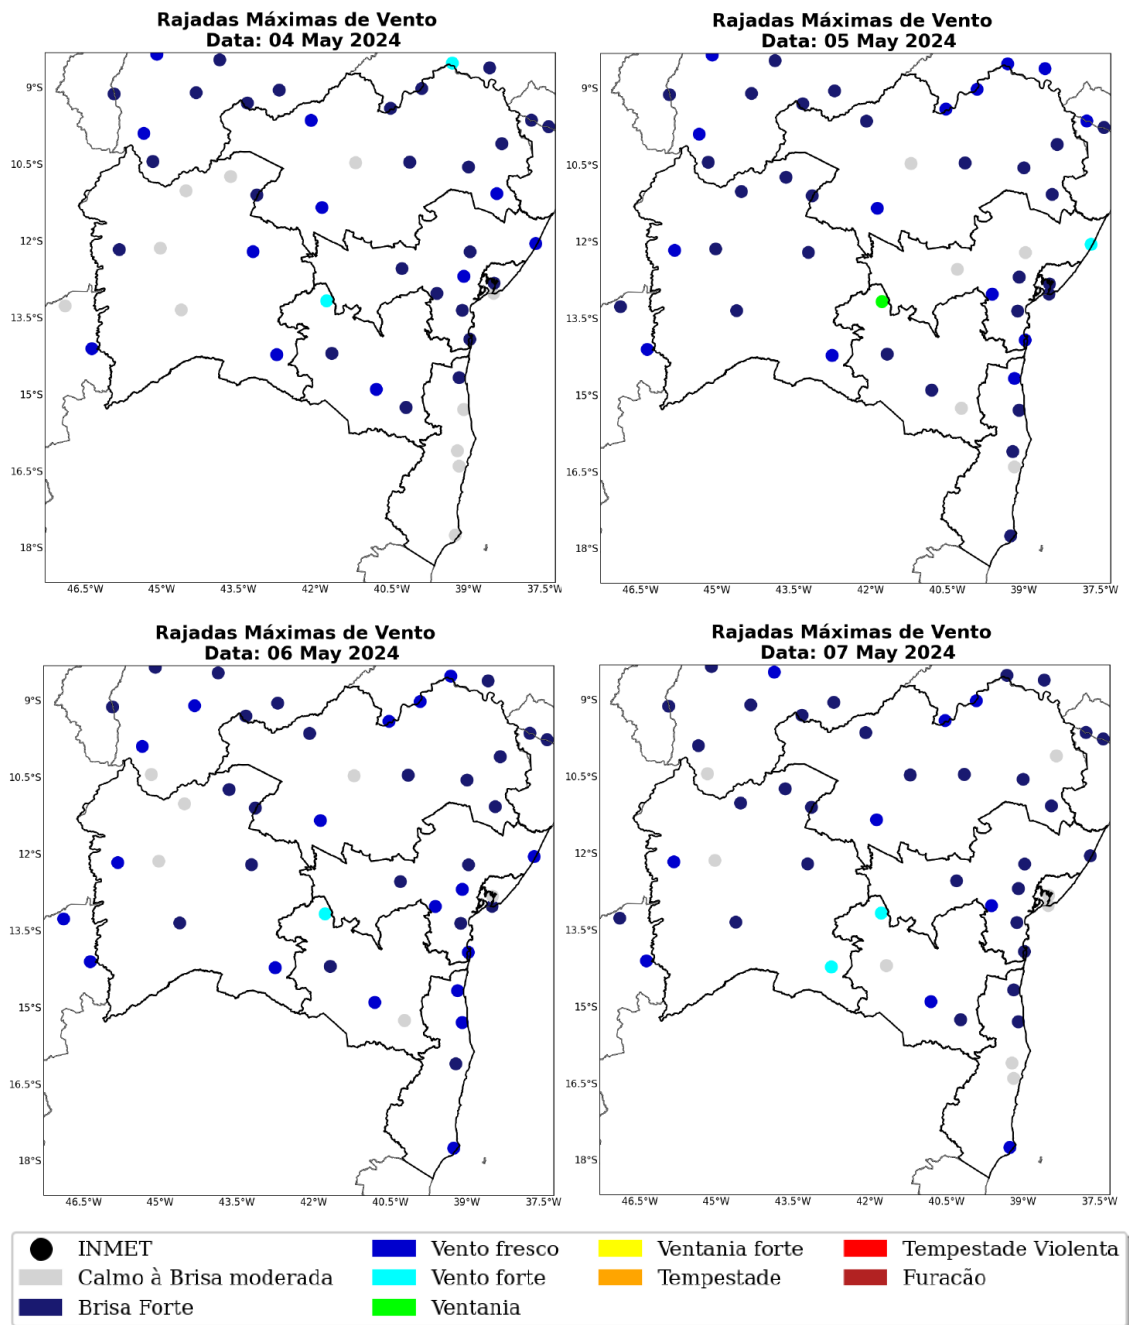 Rajadas Máximas de Vento
Data: 04 May 2024
9°S
10.5°S
12°S
13.5°S
15°S
16.5°S
18°S
46.5°W 45°W 43.5°W 42°W 40.5°W 39°W 37.5°W
Rajadas Máximas de Vento
Data: 05 May 2024
9°S
10.5°S
12°S
13.5°S
15°S
16.5°S
18°S
46.5°W 45°W 43.5°W 42°W 40.5°W 39°W 37.5°W
Rajadas Máximas de Vento
Data: 06 May 2024
9°S
10.5°S
12°S
13.5°S
15°S
16.5°S
18°S
46.5°W 45°W 43.5°W 42°W 40.5°W 39°W 37.5°W
Rajadas Máximas de Vento
Data: 07 May 2024
9°S
10.5°S
12°S
13.5°S
15°S
16.5°S
18°S
46.5°W 45°W 43.5°W 42°W 40.5°W 39°W 37.5°W
INMET
Calmo à Brisa moderada
Brisa Forte
Vento fresco
Vento forte
Ventania
Ventania forte
Tempestade
Tempestade Violenta
Furacão